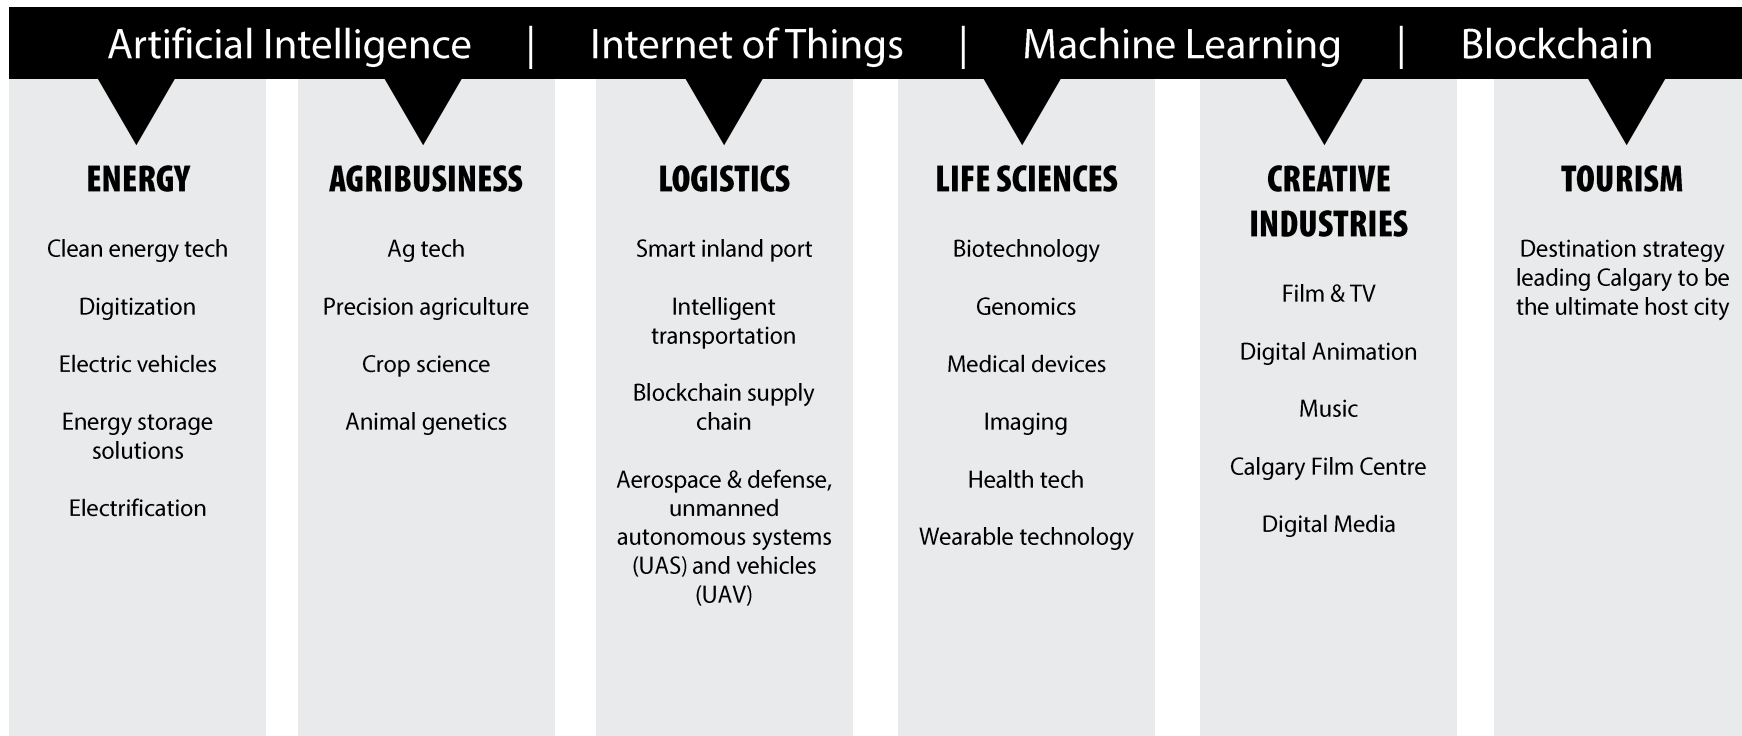 Artificial Intelligence | Internet of Things | Machine Learning | Blockchain
ENERGY
Clean energy tech
Digitization
Electric vehicles
Energy storage
solutions
Electrification
AGRIBUSINESS
Ag tech
Precision agriculture
Crop science
Animal genetics
LOGISTICS
Smart inland port
Intelligent
transportation
Blockchain supply
chain
Aerospace & defense,
unmanned
autonomous systems
(UAS) and vehicles
(UAV)
LIFE SCIENCES
Biotechnology
Genomics
Medical devices
Imaging
Health tech
Wearable technology
CREATIVE
INDUSTRIES
Film & TV
Digital Animation
Music
Calgary Film Centre
Digital Media
TOURISM
Destination strategy
leading Calgary to be
the ultimate host city